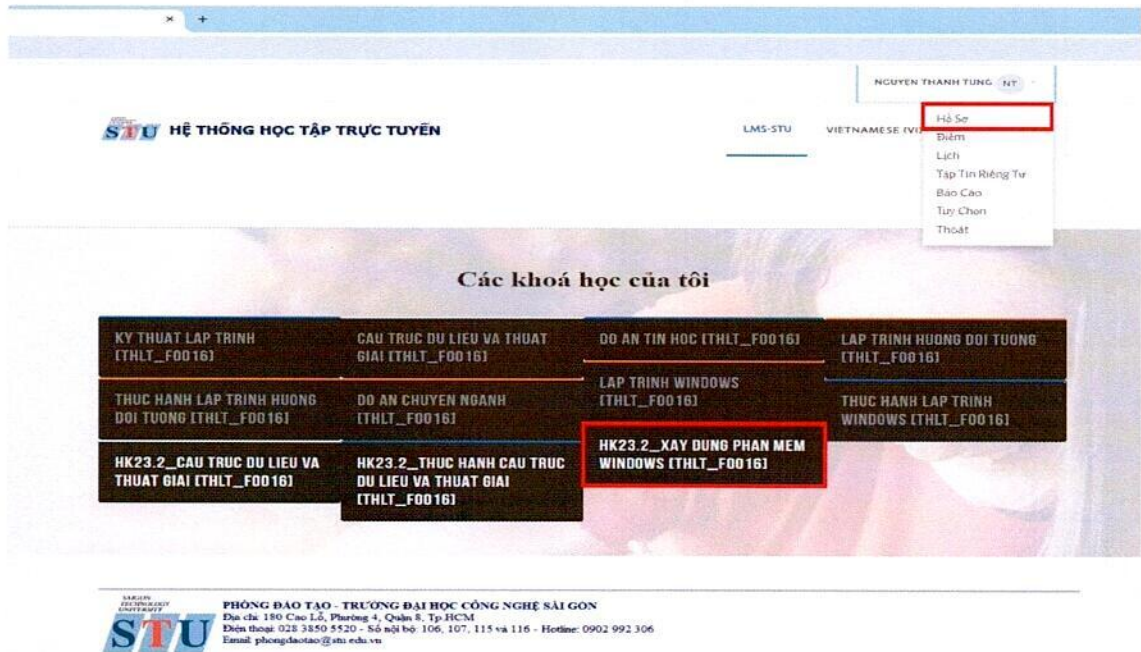 NGUYEN THANH TUNG NT
STU HỆ THỐNG HỌC TẬP TRỰC TUYẾN
LMS-STU
VIETNAMESE (VI
Hồ Sơ
Điểm
Lịch
Tập Tin Riêng Tư
Báo Cáo
Tuỳ Chọn
Thoát
Các khoá học của tôi
KY THUAT LAP TRINH
[THLT_F0016]
CAU TRUC DU LIEU VA THUAT
GIAI [THLT_F0016]
DO AN TIN HOC [THLT_F0016]
LAP TRINH HUONG DOI TUONG
[THLT_F0016]
THUC HANH LAP TRINH HUONG
DOI TUONG [THLT_F0016]
DO AN CHUYEN NGANH
[THLT_F0016]
LAP TRINH WINDOWS
[THLT_F0016]
THUC HANH LAP TRINH
WINDOWS [THLT_F0016]
HK23.2_CAU TRUC DU LIEU VA
THUAT GIAI [THLT_F0016]
HK23.2_THUC HANH CAU TRUC
DU LIEU VA THUAT GIAI
[THLT_F0016]
HK23.2_XAY DUNG PHAN MEM
WINDOWS [THLT_F0016]
SAIGON
TECHNOLOGY
UNIVERSITY
STU
PHÒNG ĐÀO TẠO - TRƯỜNG ĐẠI HỌC CÔNG NGHỆ SÀI GÒN
Địa chỉ: 180 Cao Lỗ, Phường 4, Quận 8, Tp.HCM
Điện thoại: 028 3850 5520 - Số nội bộ: 106, 107, 115 và 116 - Hotline: 0902 992 306
Email: phongdaotao@stu.edu.vn